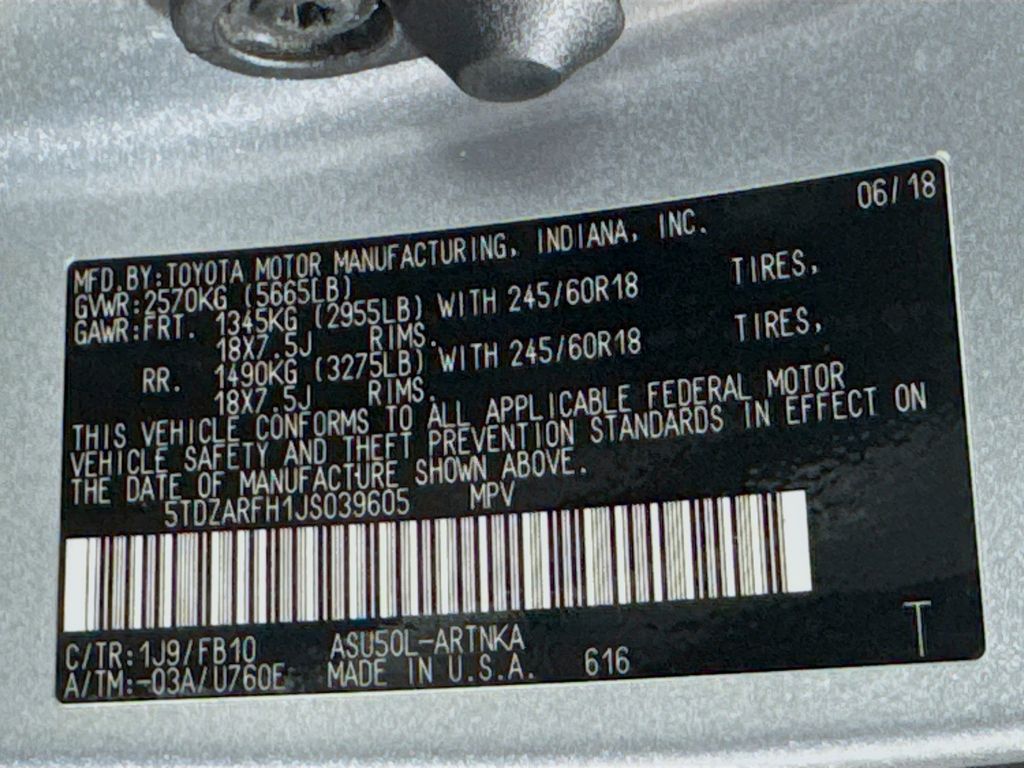 06/18
MFD.BY:TOYOTA MOTOR MANUFACTURING, INDIANA, INC.
GVWR:2570KG (5665LB)
GAWR:FRT. 1345KG (2955LB) WITH 245/60R18 TIRES,
18X7.5J RIMS.
RR. 1490KG (3275LB) WITH 245/60R18 TIRES,
18X7.5J RIMS.
THIS VEHICLE CONFORMS TO ALL APPLICABLE FEDERAL MOTOR
VEHICLE SAFETY AND THEFT PREVENTION STANDARDS IN EFFECT ON
THE DATE OF MANUFACTURE SHOWN ABOVE.
5TDZARFH1JS039605 MPV
C/TR:1J9/FB10 ASU50L-ARTNKA
A/TM:-03A/U760E MADE IN U.S.A. 616
T